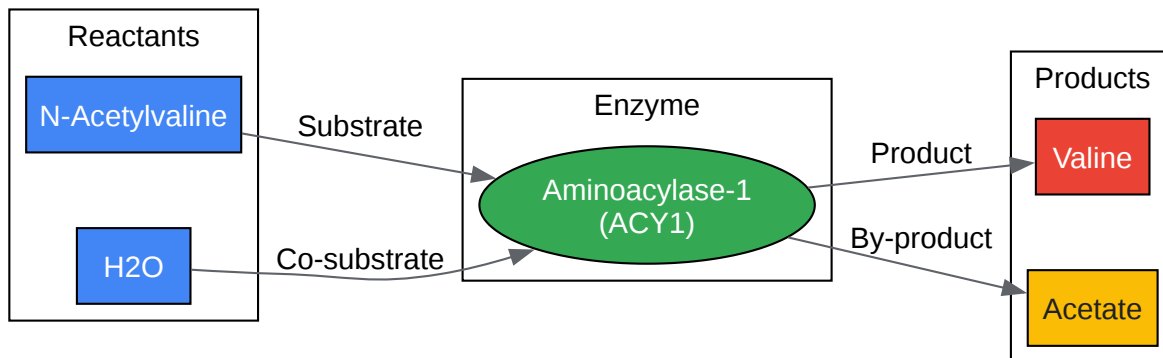 Reactants
N-Acetylvaline
H2O
Substrate
Co-substrate
Enzyme
Aminoacylase-1
(ACY1)
Product
By-product
Products
Valine
Acetate